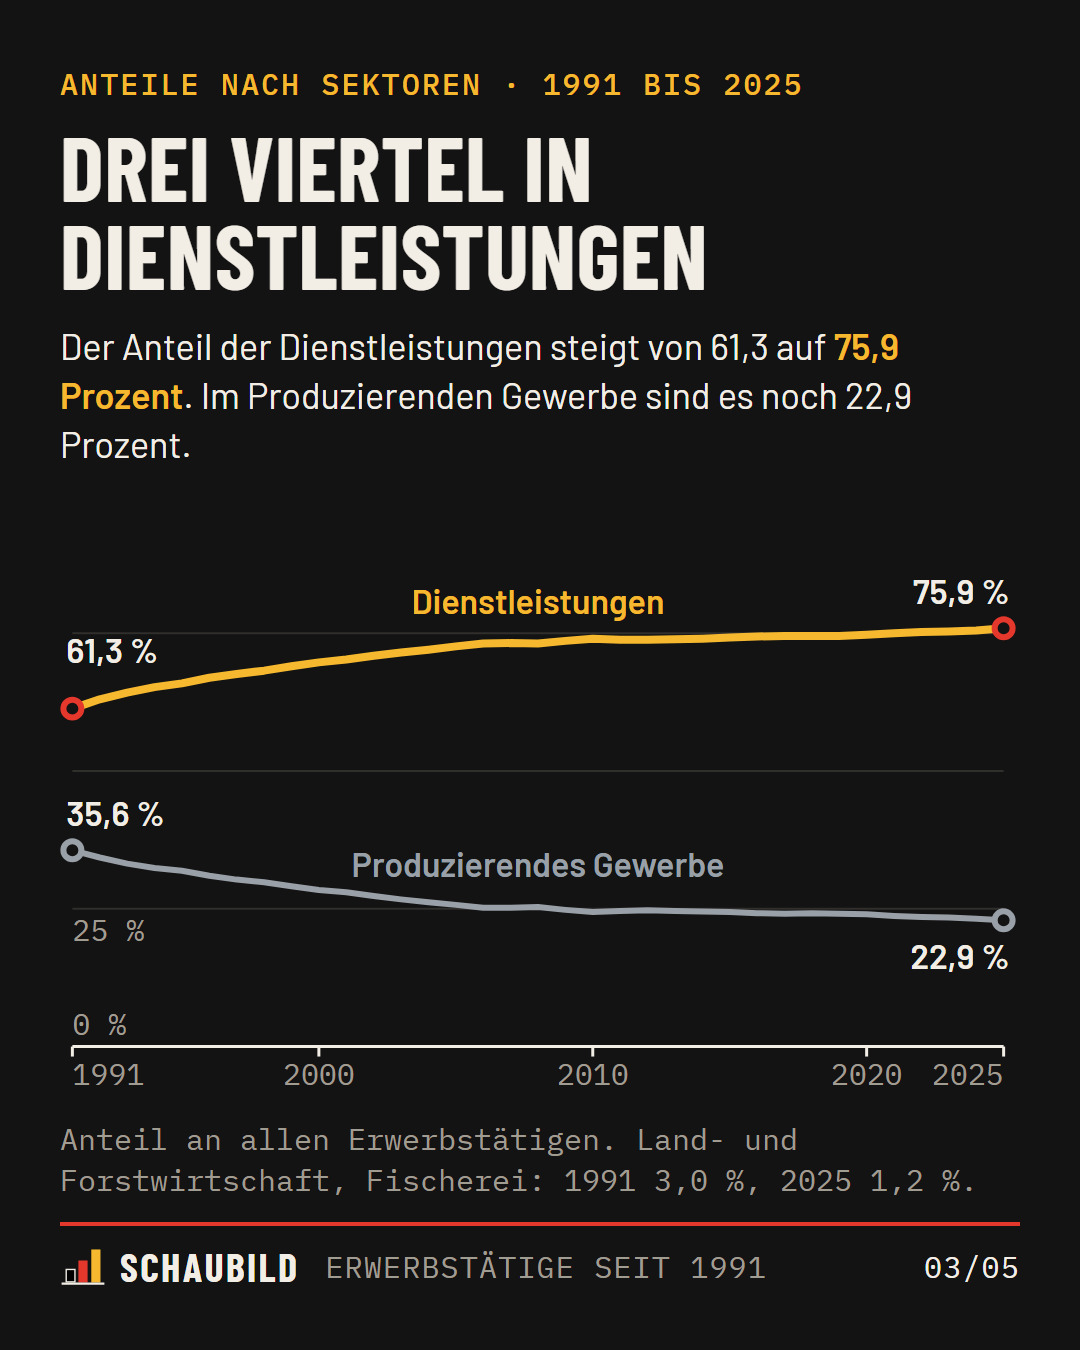 ANTEILE NACH SEKTOREN · 1991 BIS 2025
DREI VIERTEL IN
DIENSTLEISTUNGEN
Der Anteil der Dienstleistungen steigt von 61,3 auf 75,9
Prozent. Im Produzierenden Gewerbe sind es noch 22,9
Prozent.
Dienstleistungen
75,9 %
61,3 %
35,6 %
Produzierendes Gewerbe
25 %
22,9 %
0 %
1991 2000 2010 2020 2025
Anteil an allen Erwerbstätigen. Land- und
Forstwirtschaft, Fischerei: 1991 3,0 %, 2025 1,2 %.
SCHAUBILD ERWERBSTÄTIGE SEIT 1991 03/05